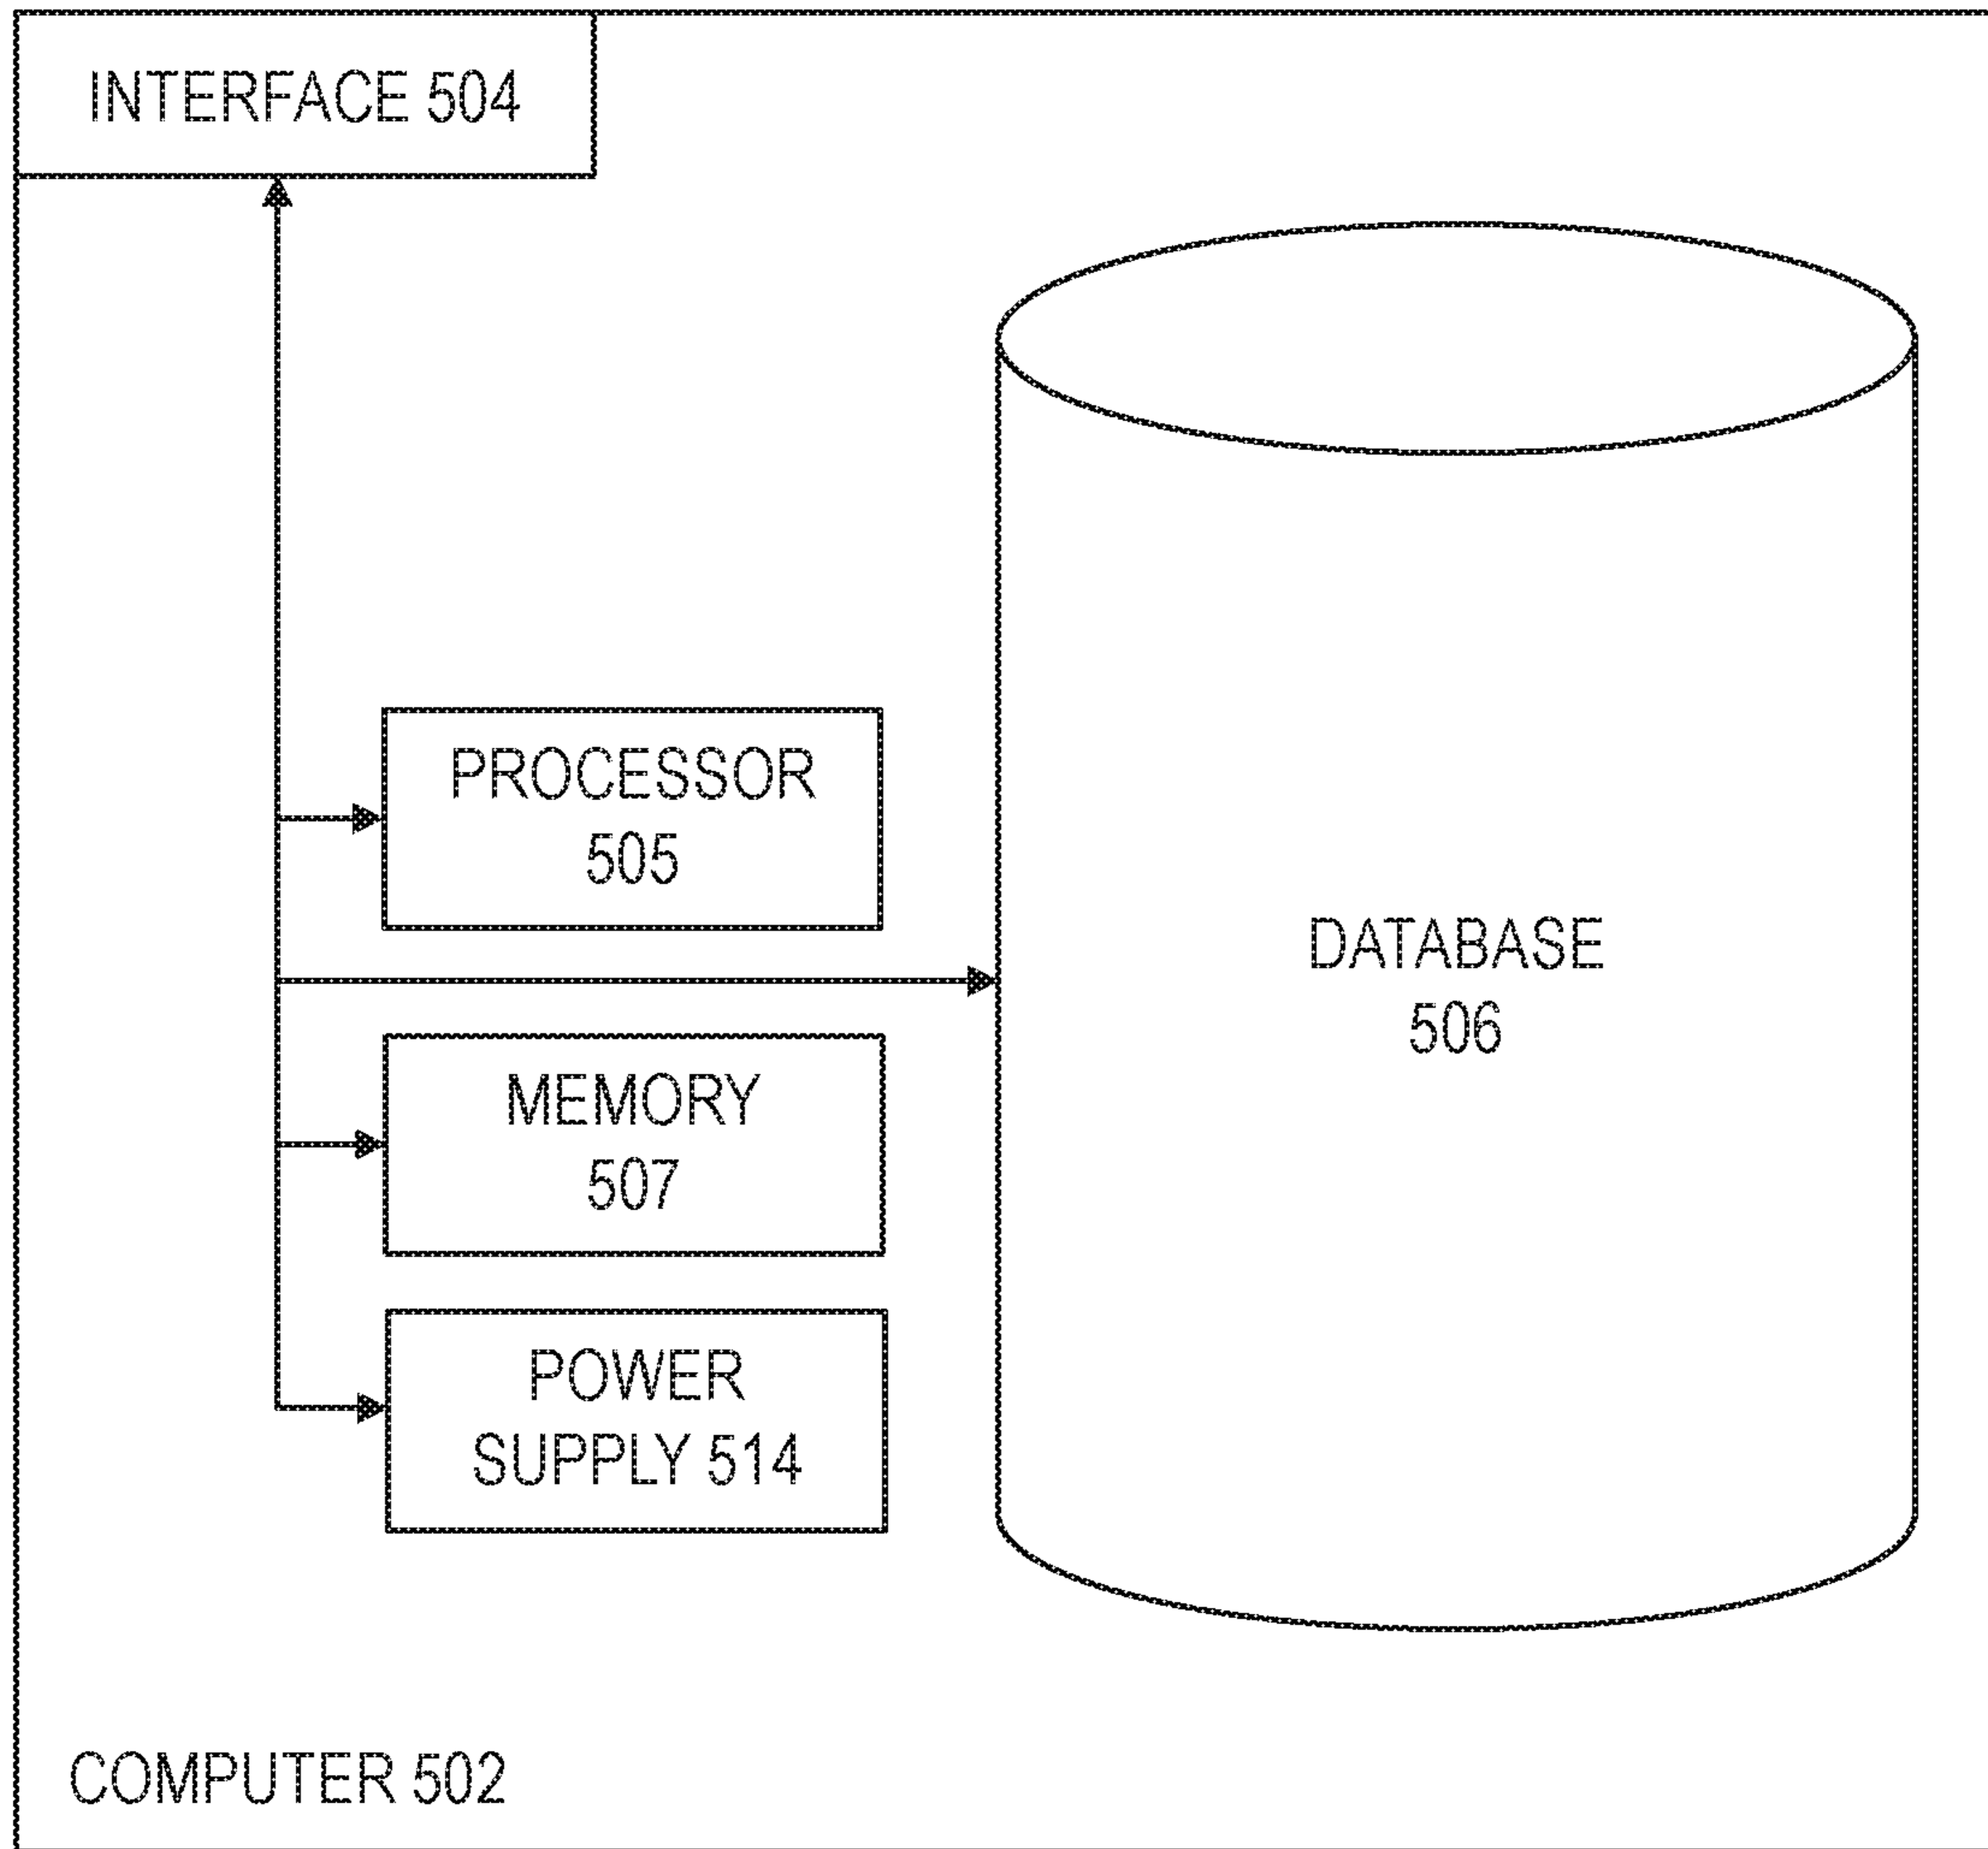 INTERFACE 504
PROCESSOR
505
DATABASE
506
MEMORY
507
POWER
SUPPLY 514
COMPUTER 502